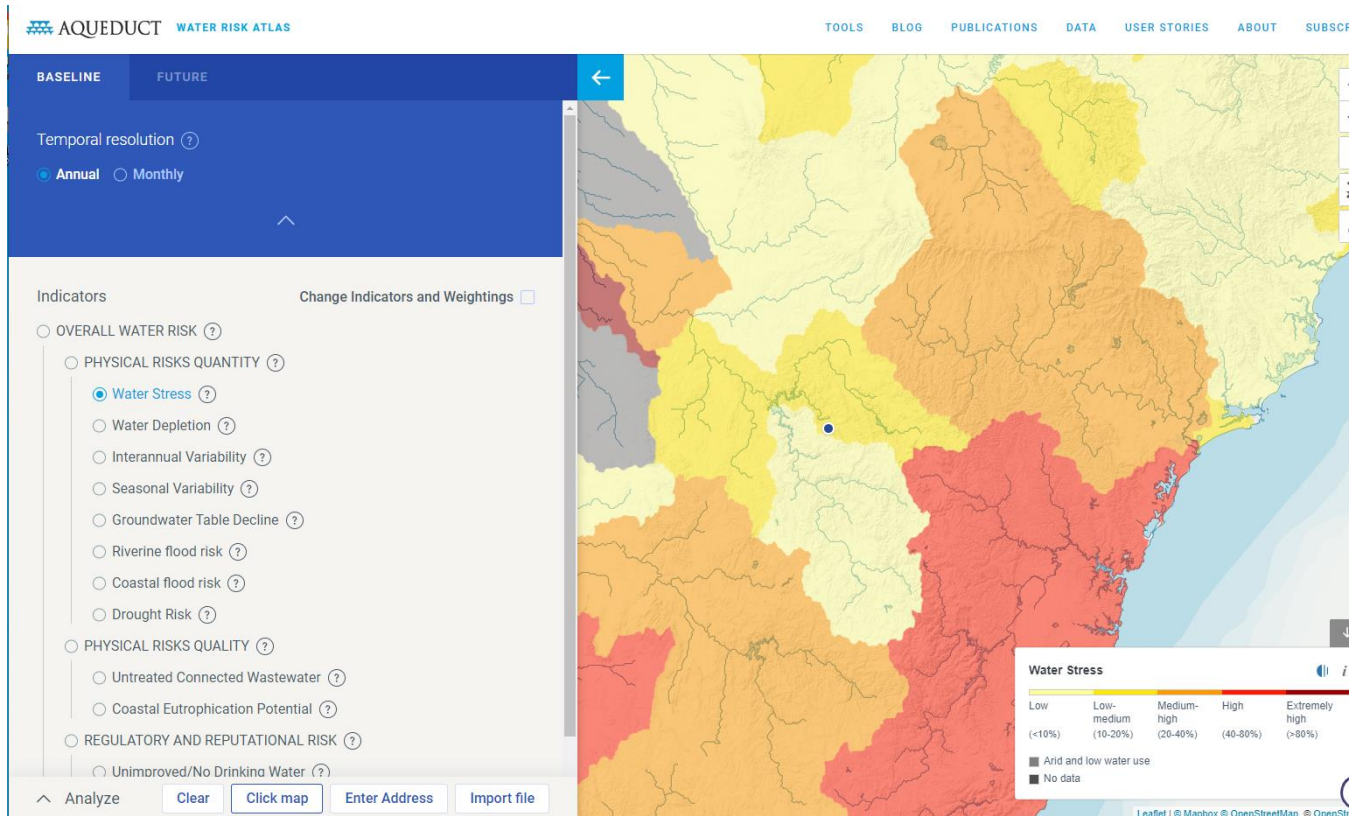 AQUEDUCT WATER RISK ATLAS
TOOLS BLOG PUBLICATIONS DATA USER STORIES ABOUT SUBSCR
BASELINE FUTURE
Temporal resolution ?
Annual Monthly
Indicators Change Indicators and Weightings
OVERALL WATER RISK ?
PHYSICAL RISKS QUANTITY ?
Water Stress ?
Water Depletion ?
Interannual Variability ?
Seasonal Variability ?
Groundwater Table Decline ?
Riverine flood risk ?
Coastal flood risk ?
Drought Risk ?
PHYSICAL RISKS QUALITY ?
Untreated Connected Wastewater ?
Coastal Eutrophication Potential ?
REGULATORY AND REPUTATIONAL RISK ?
Unimproved/No Drinking Water ?
Analyze Clear Click map Enter Address Import file
Water Stress i
Low Low-medium Medium-high High Extremely high
(<10%) (10-20%) (20-40%) (40-80%) (>80%)
Arid and low water use
No data
Leaflet | © Mapbox © OpenStreetMap, © OpenStr